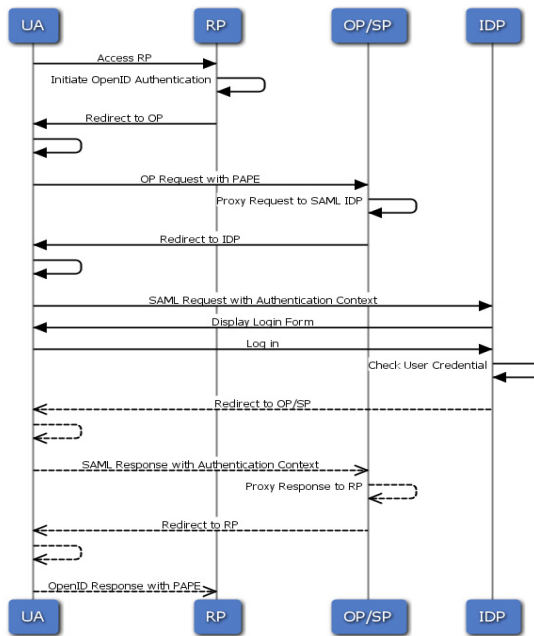 UA RP OP/SP IDP
Access RP
Initiate OpenID Authentication
Redirect to OP
OP Request with PAPE
Proxy Request to SAML IDP
Redirect to IDP
SAML Request with Authentication Context
Display Login Form
Log in
Check User Credential
Redirect to OP/SP
SAML Response with Authentication Context
Proxy Response to RP
Redirect to RP
OpenID Response with PAPE
UA RP OP/SP IDP